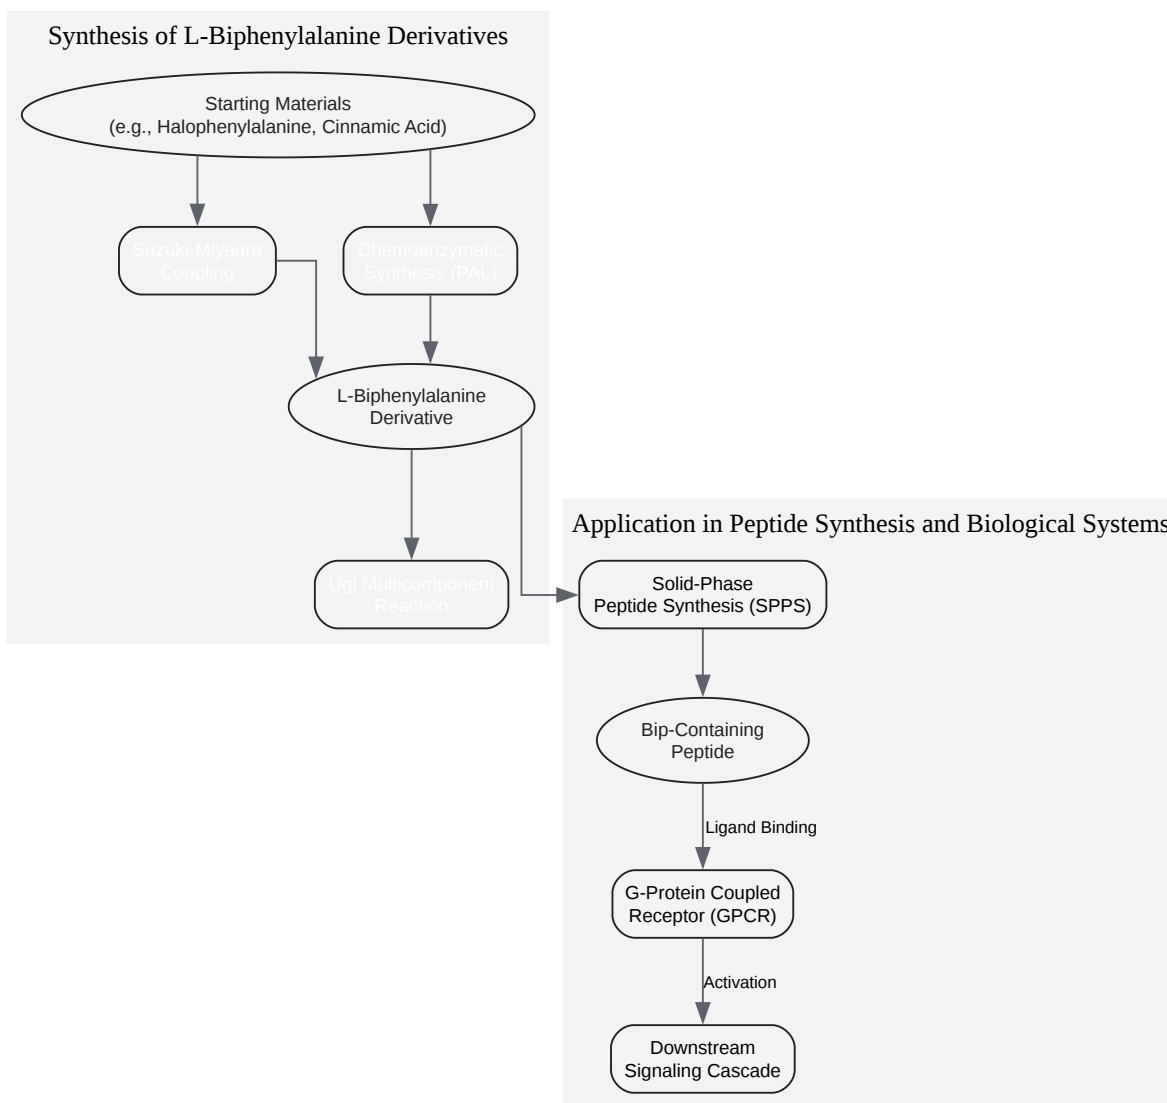 Synthesis of L-Biphenylalanine Derivatives
Starting Materials
(e.g., Halophenylalanine, Cinnamic Acid)
Suzuki-Miyaura
Coupling
Chemoenzymatic
Synthesis (PAL)
L-Biphenylalanine
Derivative
Ugi Multicomponent
Reaction
Application in Peptide Synthesis and Biological Systems
Solid-Phase
Peptide Synthesis (SPPS)
Bip-Containing
Peptide
Ligand Binding
G-Protein Coupled
Receptor (GPCR)
Activation
Downstream
Signaling Cascade